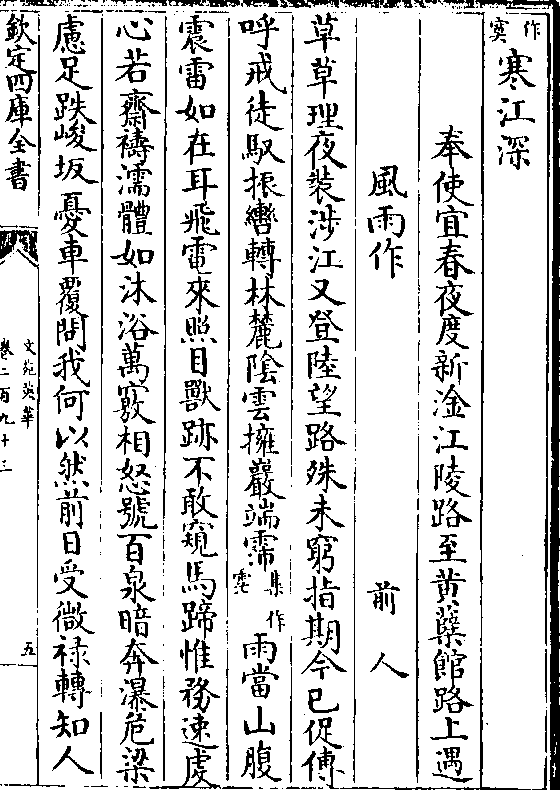 作
窔
寒江深
奉使宜春夜度新淦江陵路至黄蘗館路上遇
風雨作 前人
草草理夜裝涉江又登陸望路殊未窮指期今已促傳
呼戒徒馭振轡轉林麓陰雲擁巖端霈
集作
雲
雨當山腹
震雷如在耳飛電來照目獸跡不敢窺馬蹄惟務速虔
心若齋禱濡體如沐浴萬竅相怒號百泉暗奔瀑危梁
慮足跌峻坂憂車覆問我何以然前日受微禄轉知人
欽定四庫全書
文苑英華
卷二百九十三
五